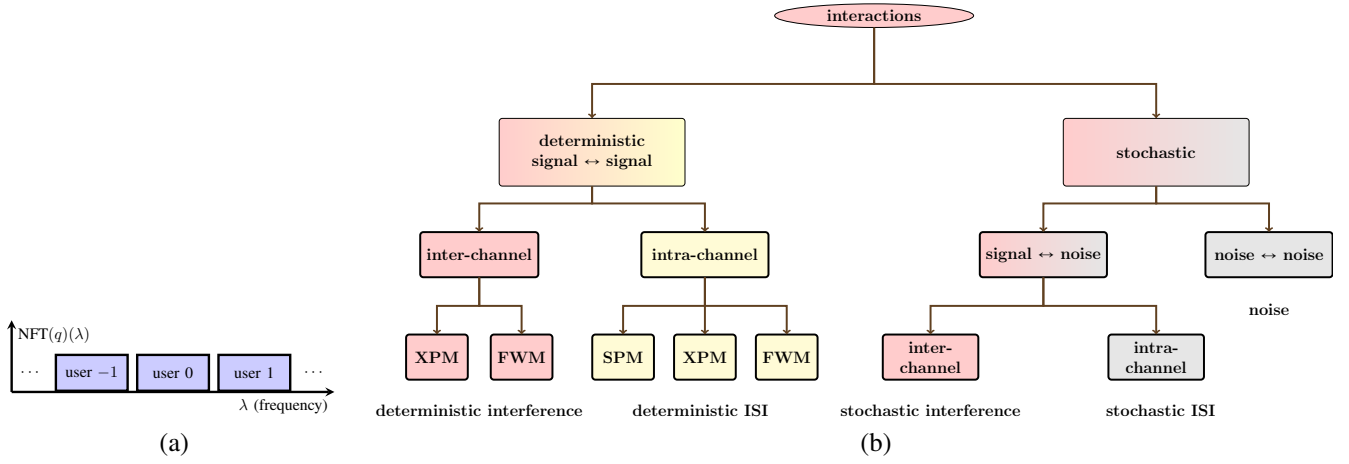 NFT(q)(λ)
···
user −1
user 0
user 1
···
λ (frequency)
(a)
interactions
deterministic
signal ↔ signal
stochastic
inter-channel
intra-channel
signal ↔ noise
noise ↔ noise
noise
XPM
FWM
SPM
XPM
FWM
inter-
channel
intra-
channel
deterministic interference
deterministic ISI
stochastic interference
stochastic ISI
(b)